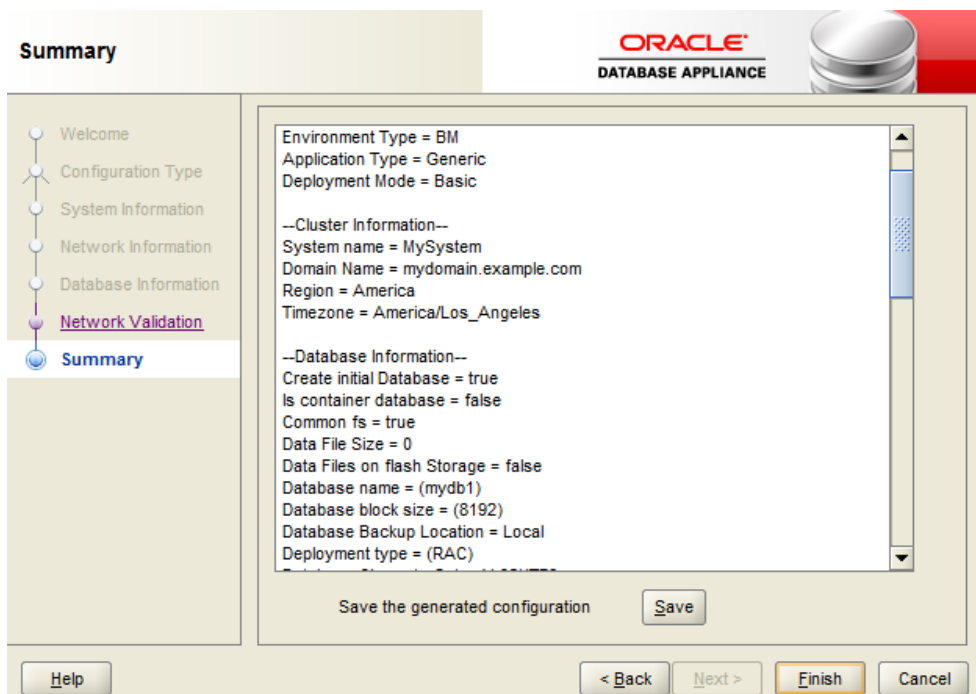 Summary
ORACLE
DATABASE APPLIANCE
Welcome
Configuration Type
System Information
Network Information
Database Information
Network Validation
Summary
Environment Type = BM
Application Type = Generic
Deployment Mode = Basic
--Cluster Information--
System name = MySystem
Domain Name = mydomain.example.com
Region = America
Timezone = America/Los_Angeles
--Database Information--
Create initial Database = true
Is container database = false
Common fs = true
Data File Size = 0
Data Files on flash Storage = false
Database name = (mydb1)
Database block size = (8192)
Database Backup Location = Local
Deployment type = (RAC)
Save the generated configuration
Save
Help
< Back
Next >
Finish
Cancel